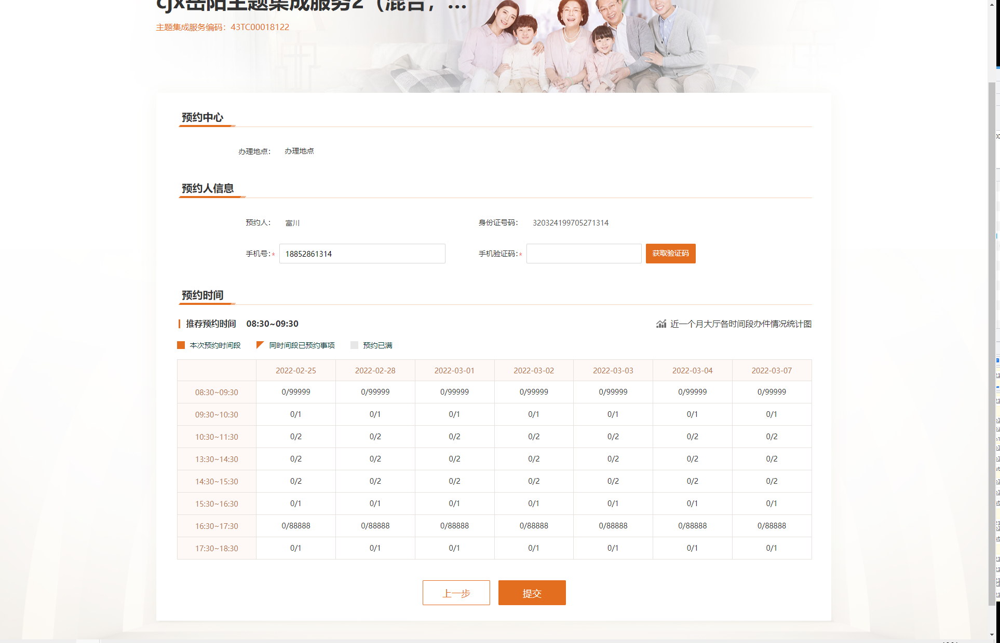 cjx岳阳主题集成服务2（混合，...
主题集成服务编码：43TC00018122
预约中心
办理地点： 办理地点
预约人信息
预约人： 富川 身份证号码： 320324199705271314
手机号：* 18852861314 手机验证码：* 获取验证码
预约时间
推荐预约时间 08:30~09:30 近一个月大厅各时间段办件情况统计图
本次预约时间段 同时间段已预约事项 预约已满
2022-02-25 2022-02-28 2022-03-01 2022-03-02 2022-03-03 2022-03-04 2022-03-07
08:30~09:30 0/99999 0/99999 0/99999 0/99999 0/99999 0/99999 0/99999
09:30~10:30 0/1 0/1 0/1 0/1 0/1 0/1 0/1
10:30~11:30 0/2 0/2 0/2 0/2 0/2 0/2 0/2
13:30~14:30 0/2 0/2 0/2 0/2 0/2 0/2 0/2
14:30~15:30 0/2 0/2 0/2 0/2 0/2 0/2 0/2
15:30~16:30 0/1 0/1 0/1 0/1 0/1 0/1 0/1
16:30~17:30 0/88888 0/88888 0/88888 0/88888 0/88888 0/88888 0/88888
17:30~18:30 0/1 0/1 0/1 0/1 0/1 0/1 0/1
上一步 提交